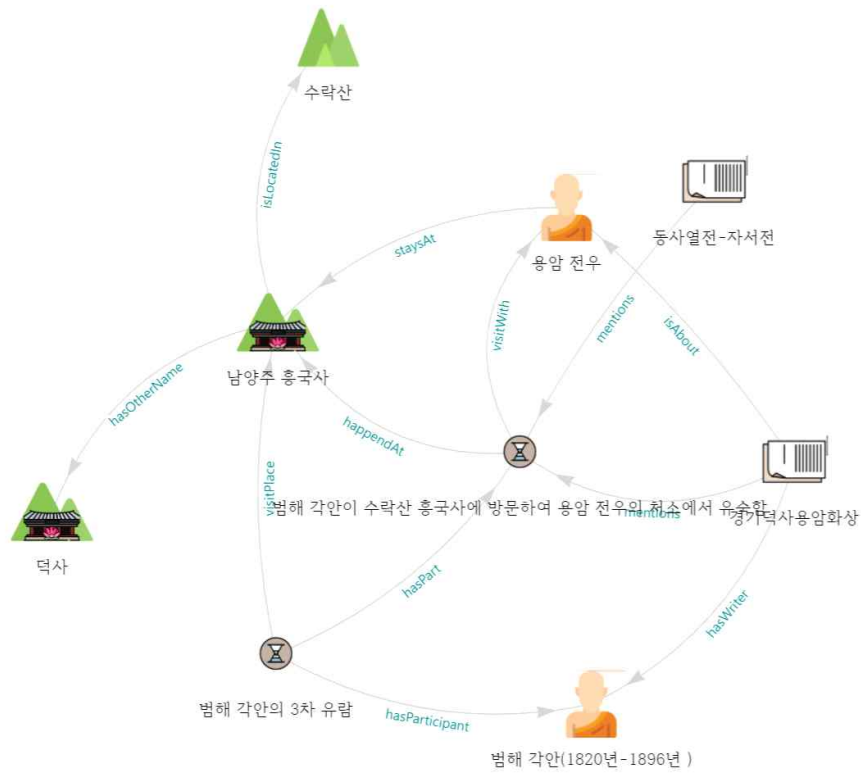 수락산
isLocatedIn
용암 전우
동사열전-자서전
staysAt
visitWith
mentions
isAbout
남양주 흥국사
hasOtherName
happendAt
visitPlace
범해 각안이 수락산 흥국사에 방문하여 용암 전우의 처소에서 유숙함
mentions
경기덕사용암화상
덕사
hasPart
hasWriter
범해 각안의 3차 유람
hasParticipant
범해 각안(1820년-1896년 )